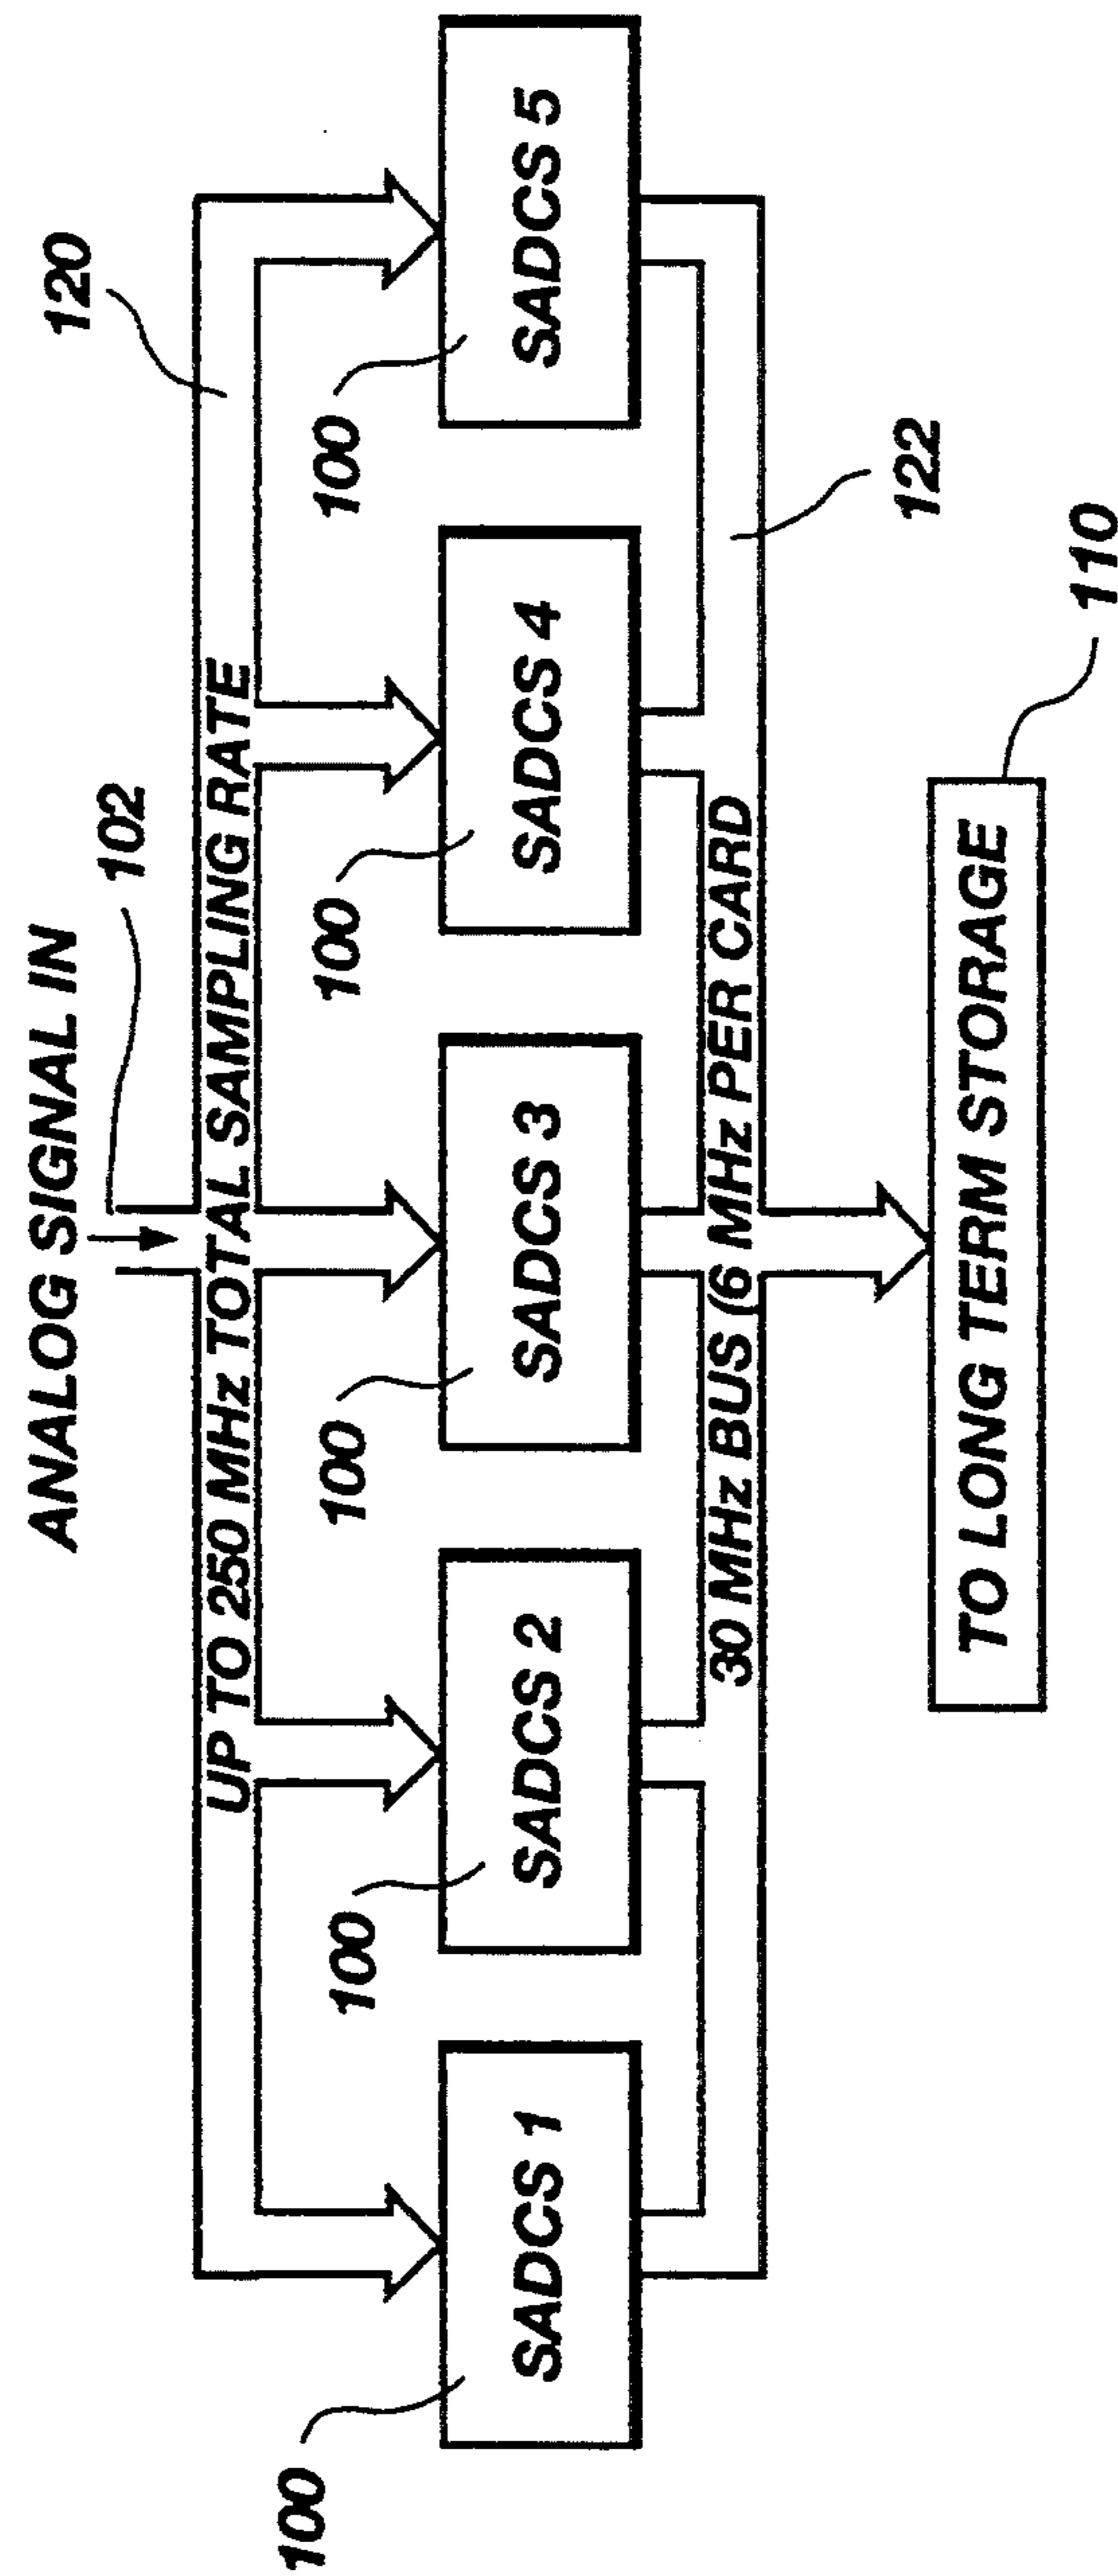 ANALOG SIGNAL IN
102
120
UP TO 250 MHz TOTAL SAMPLING RATE
100
100
100
100
100
SADCS 1
SADCS 2
SADCS 3
SADCS 4
SADCS 5
30 MHz BUS (6 MHz PER CARD
122
TO LONG TERM STORAGE
110